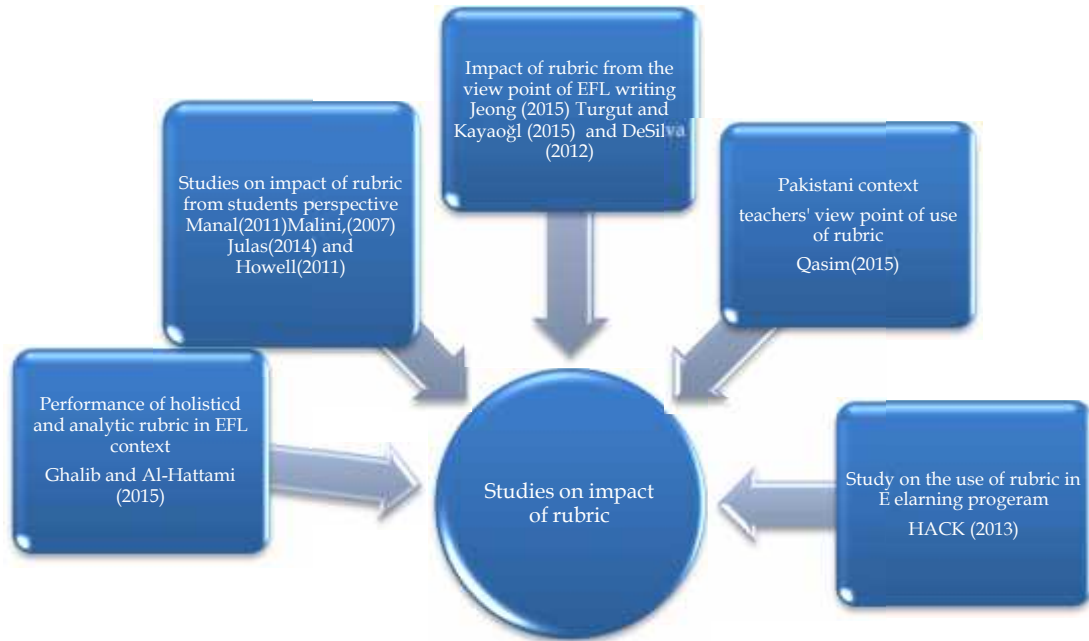 Impact of rubric from the
view point of EFL writing
Jeong (2015) Turgut and
Kayaoğl (2015) and DeSilva
(2012)
Studies on impact of rubric
from students perspective
Manal(2011)Malini,(2007)
Julas(2014) and
Howell(2011)
Pakistani context
teachers' view point of use
of rubric
Qasim(2015)
Performance of holisticd
and analytic rubric in EFL
context
Ghalib and Al-Hattami
(2015)
Studies on impact
of rubric
Study on the use of rubric in
E elarning progeram
HACK (2013)